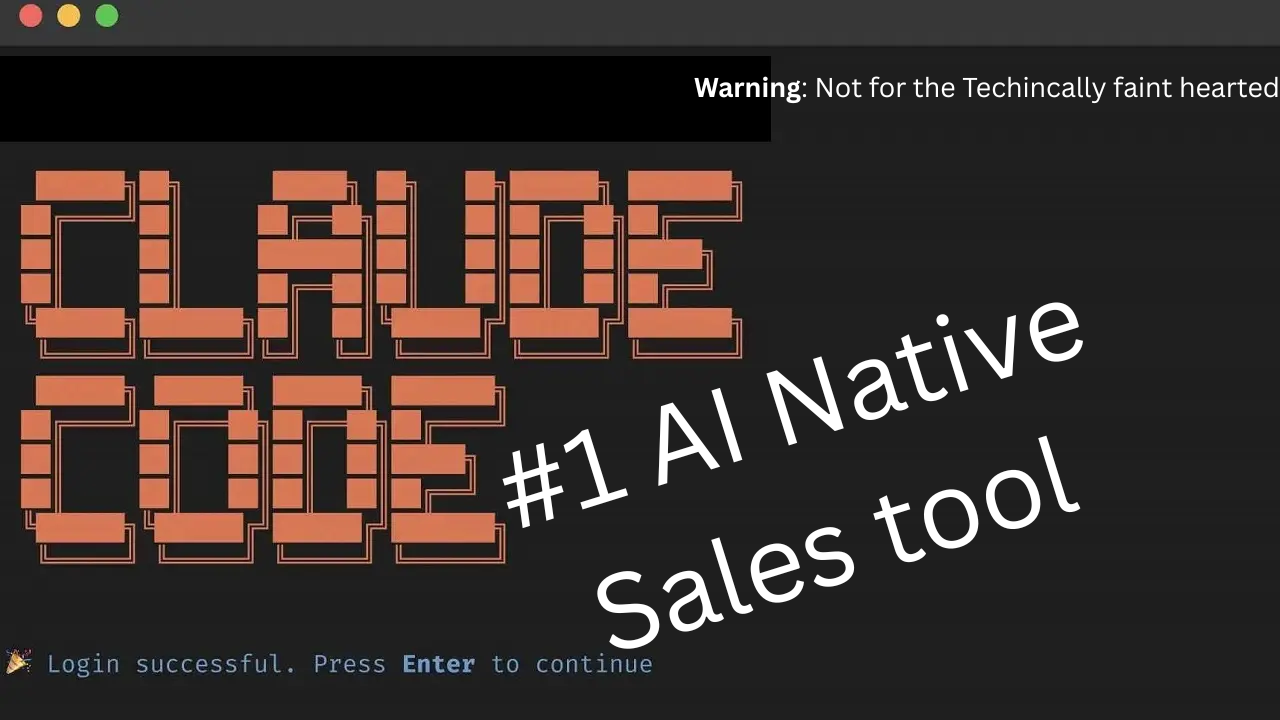 Warning: Not for the Techincally faint hearted
CLAUDE
CODE
#1 AI Native
Sales tool
🎉 Login successful. Press Enter to continue